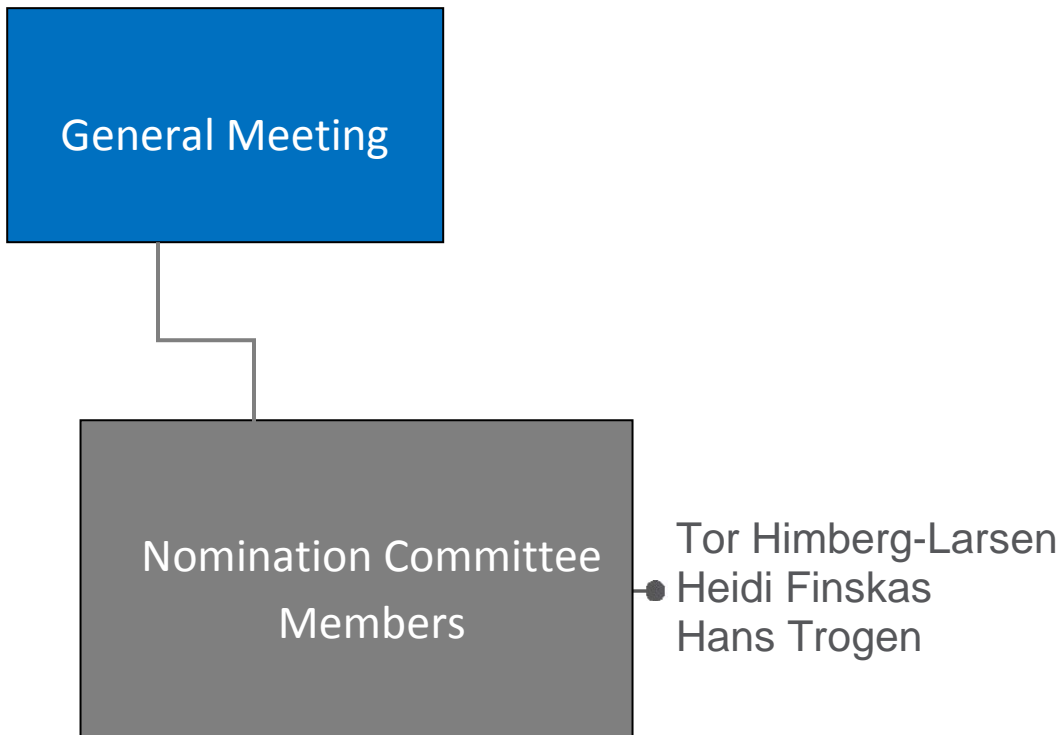 General Meeting
Nomination Committee
Members
Tor Himberg-Larsen
Heidi Finskas
Hans Trogen